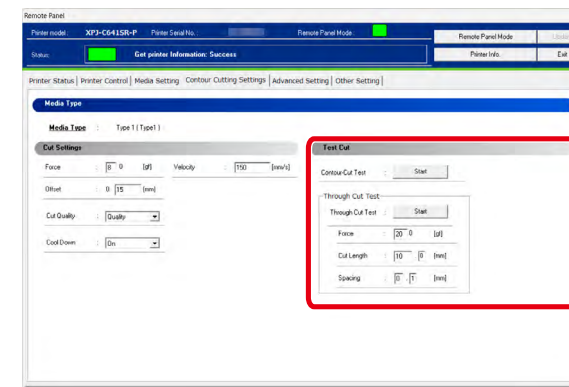 Remote Panel
Printer model : XPJ-C641SR-P Printer Serial No. : Remote Panel Mode : Remote Panel Mode
Status: Get printer Information: Success Printer Info. Exit
Printer Status Printer Control Media Setting Contour Cutting Settings Advanced Setting Other Setting
Media Type
Media Type : Type 1 ( Type1 )
Cut Settings
Force : 8 0 [gf] Velocity : 150 [mm/s]
Offset : 0. 15 [mm]
Cut Quality : Quality
Cool Down : On
Test Cut
Contour-Cut Test : Start
Through Cut Test
Through Cut Test : Start
Force : 20 0 [gf]
Cut Length : 10 . 0 [mm]
Spacing : 0 . 1 [mm]